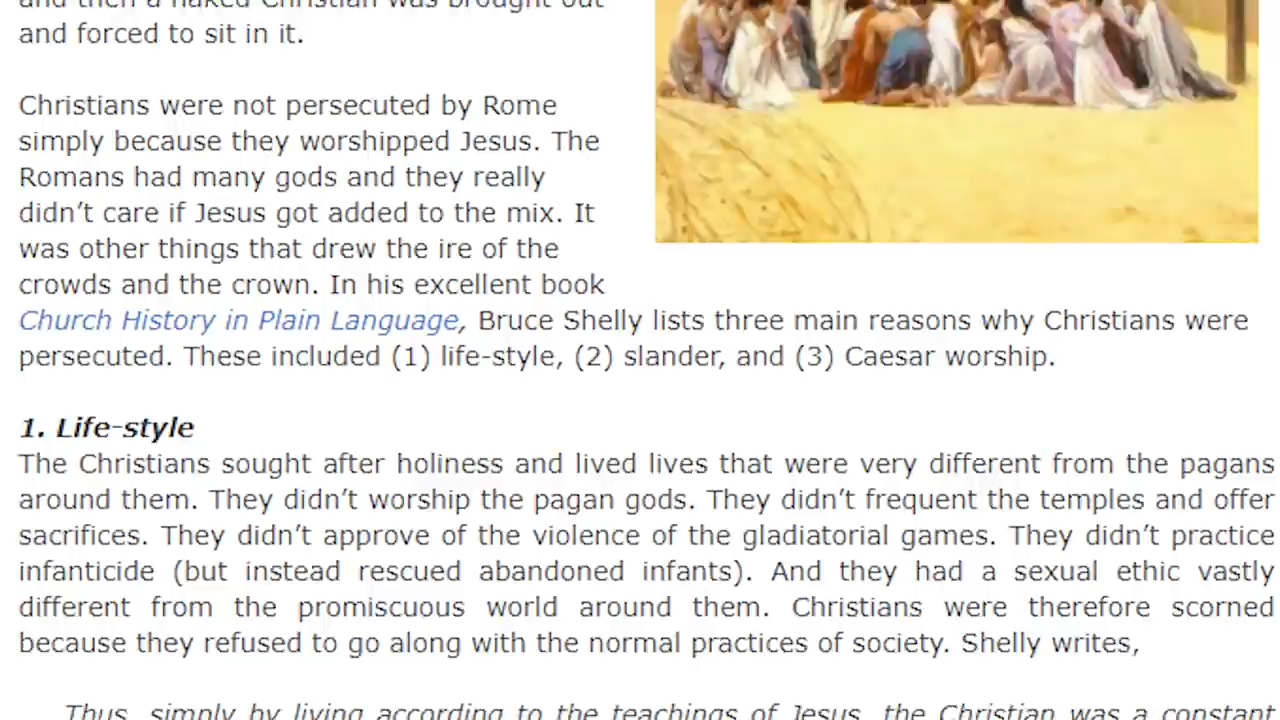 and then a naked Christian was brought out
and forced to sit in it.
Christians were not persecuted by Rome
simply because they worshipped Jesus. The
Romans had many gods and they really
didn’t care if Jesus got added to the mix. It
was other things that drew the ire of the
crowds and the crown. In his excellent book
Church History in Plain Language, Bruce Shelly lists three main reasons why Christians were
persecuted. These included (1) life-style, (2) slander, and (3) Caesar worship.
1. Life-style
The Christians sought after holiness and lived lives that were very different from the pagans
around them. They didn’t worship the pagan gods. They didn’t frequent the temples and offer
sacrifices. They didn’t approve of the violence of the gladiatorial games. They didn’t practice
infanticide (but instead rescued abandoned infants). And they had a sexual ethic vastly
different from the promiscuous world around them. Christians were therefore scorned
because they refused to go along with the normal practices of society. Shelly writes,
Thus, simply by living according to the teachings of Jesus, the Christian was a constant